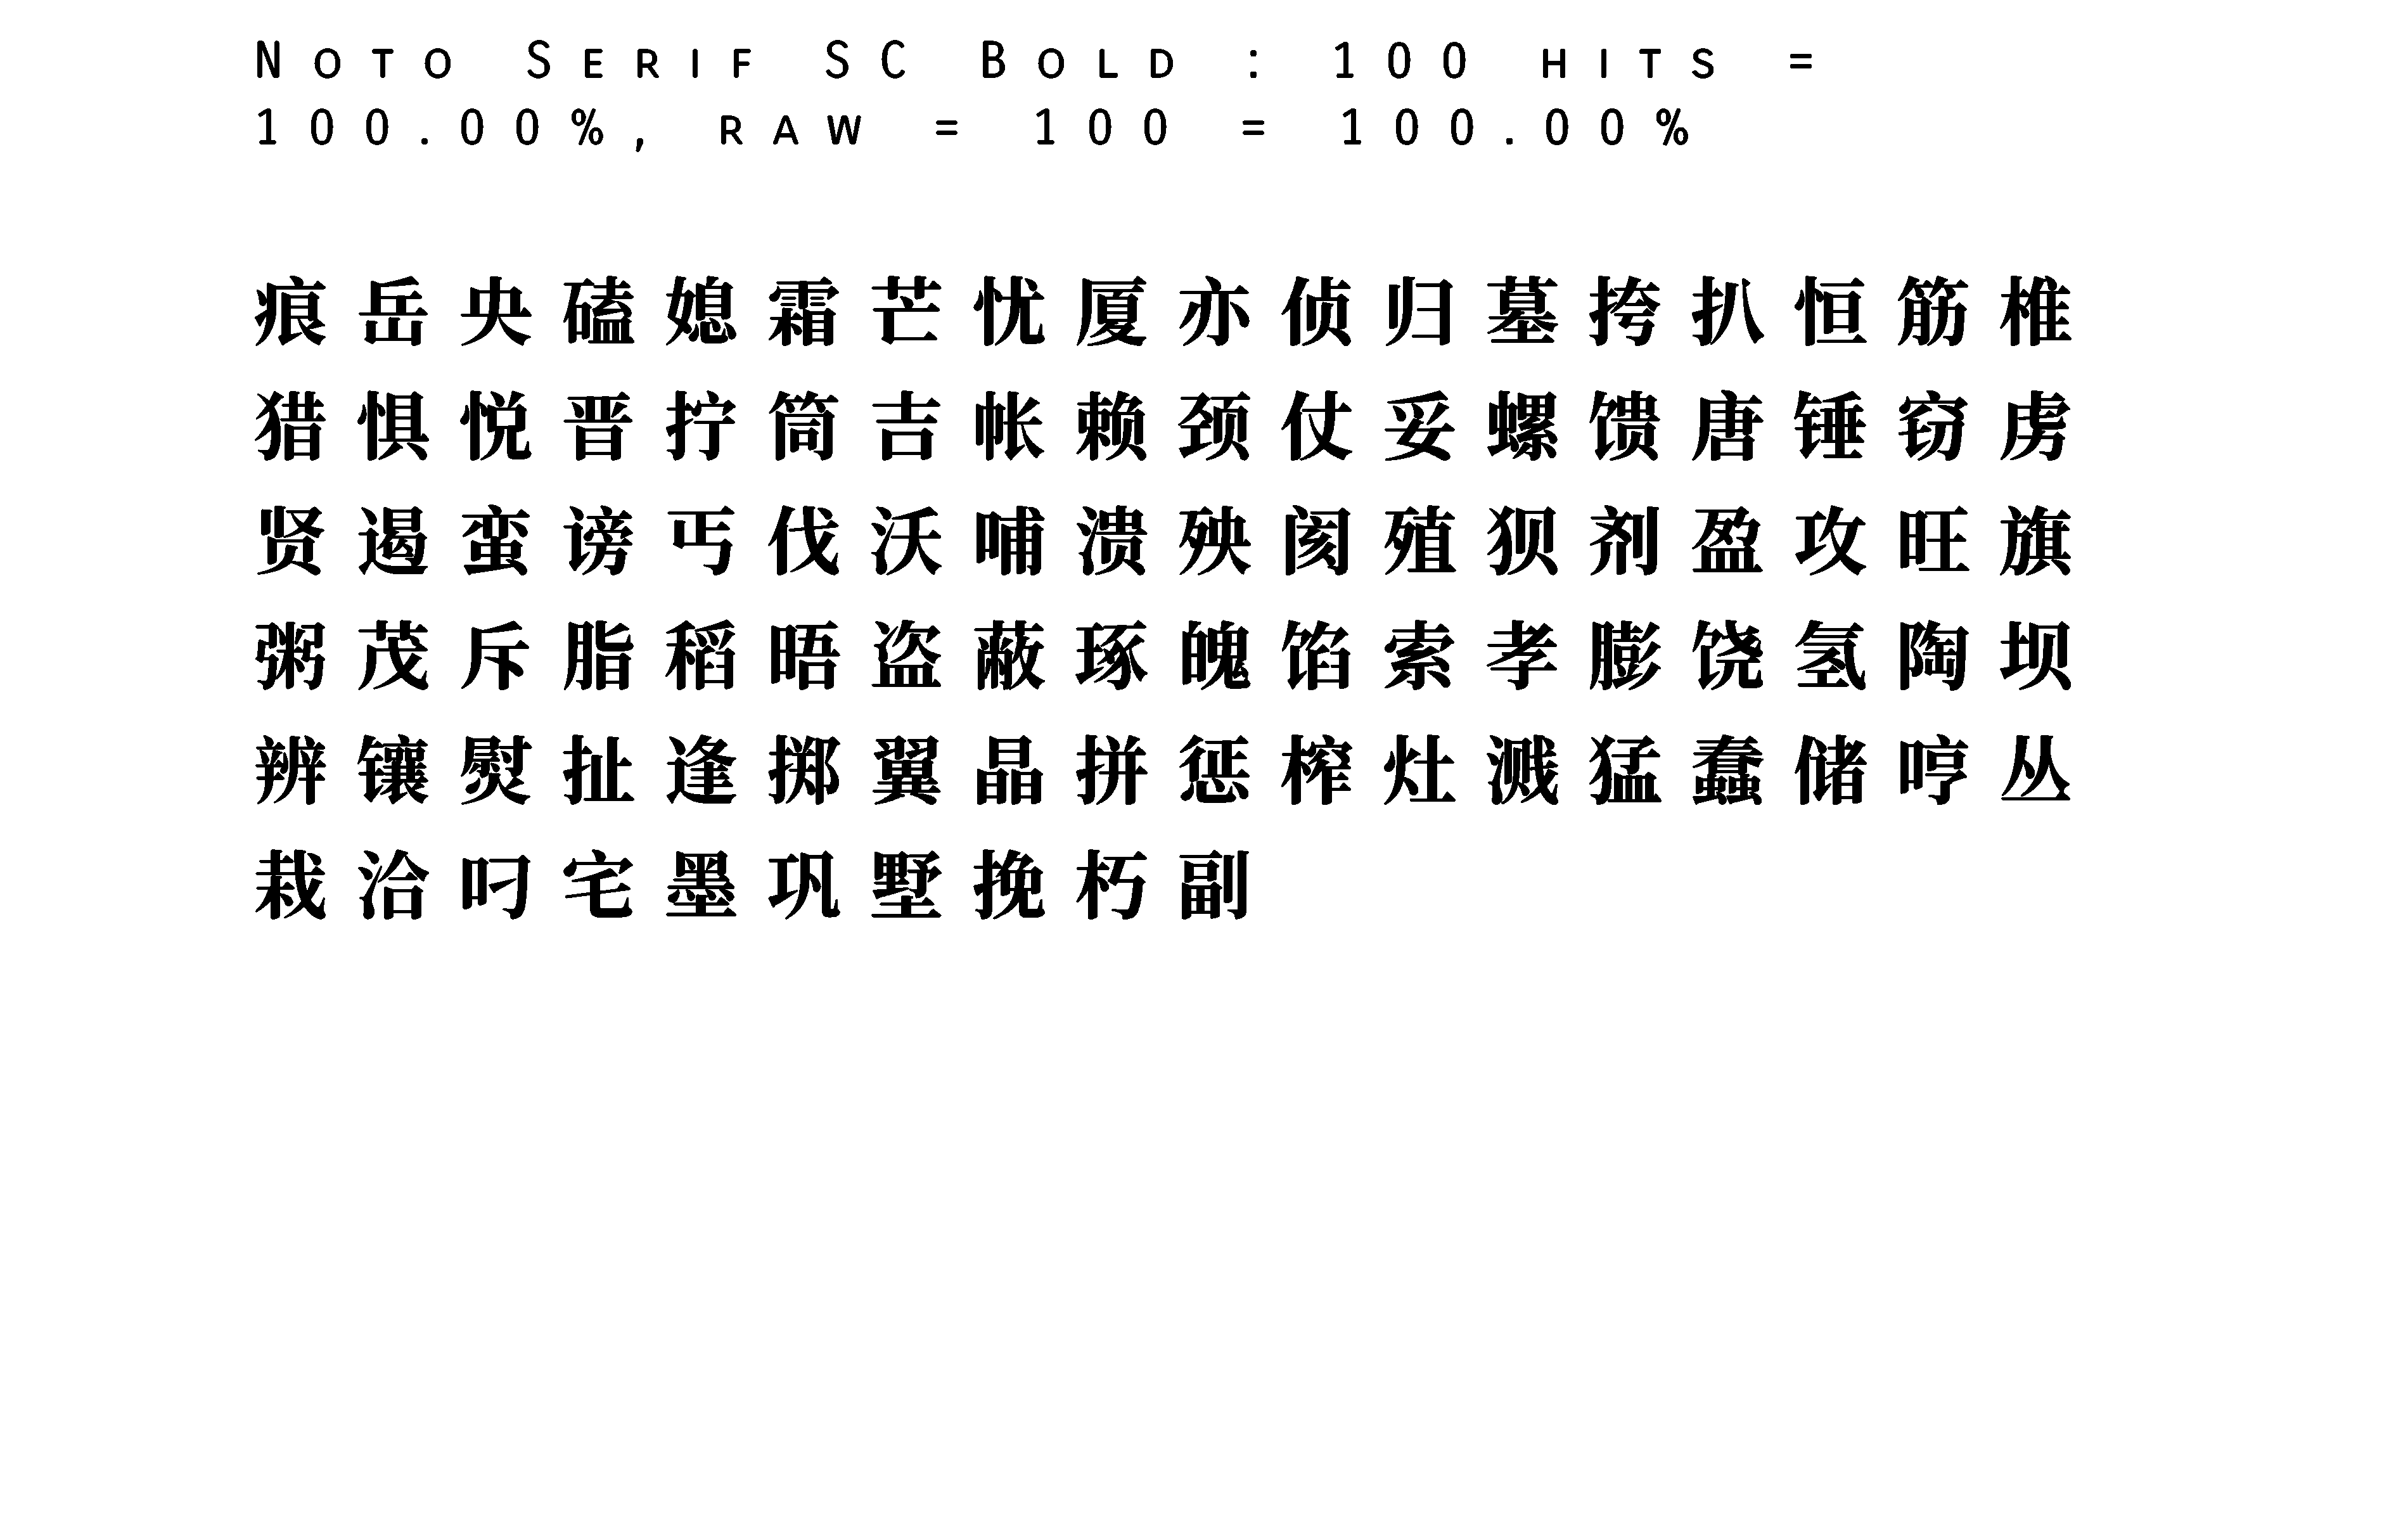 Noto Serif SC Bold : 100 hits =
100.00%, raw = 100 = 100.00%
痕岳央磕媳霜芒忧厦亦侦归墓挎扒恒筋椎
猎惧悦晋拧筒吉帐赖颈仗妥螺馈唐锤窃虏
贤遏蛮谤丐伐沃哺溃殃阂殖狈剂盈攻旺旗
粥茂斥脂稻晤盗蔽琢魄馅索孝膨饶氢陶坝
辨镶熨扯逢掷翼晶拼惩榨灶溅猛蠢储哼丛
栽洽叼宅墨巩墅挽朽副